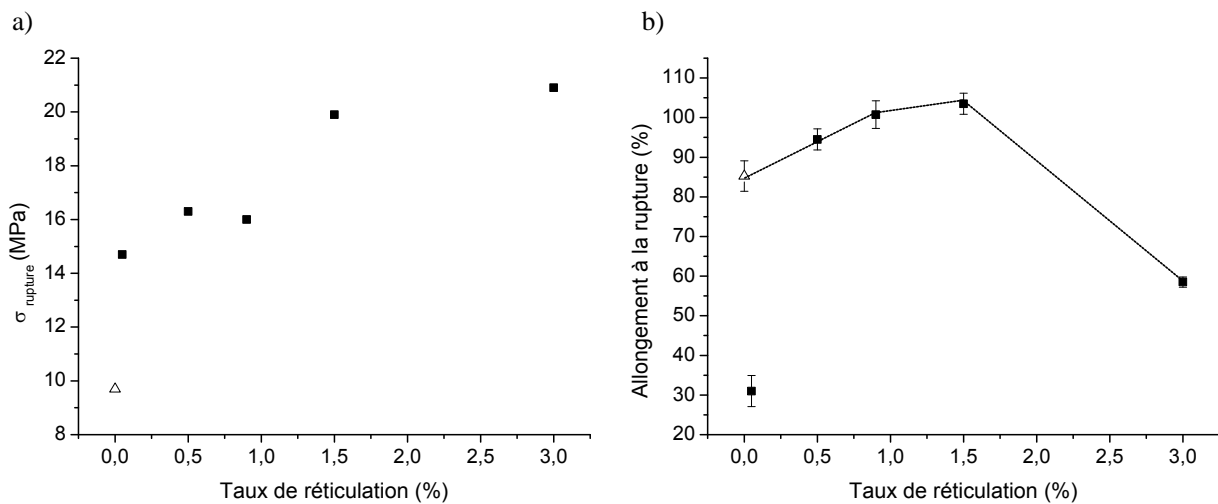 a)
22
20
18
16
14
12
10
8
σ rupture (MPa)
0,0 0,5 1,0 1,5 2,0 2,5 3,0
Taux de réticulation (%)
b)
110
100
90
80
70
60
50
40
30
20
Allongement à la rupture (%)
0,0 0,5 1,0 1,5 2,0 2,5 3,0
Taux de réticulation (%)